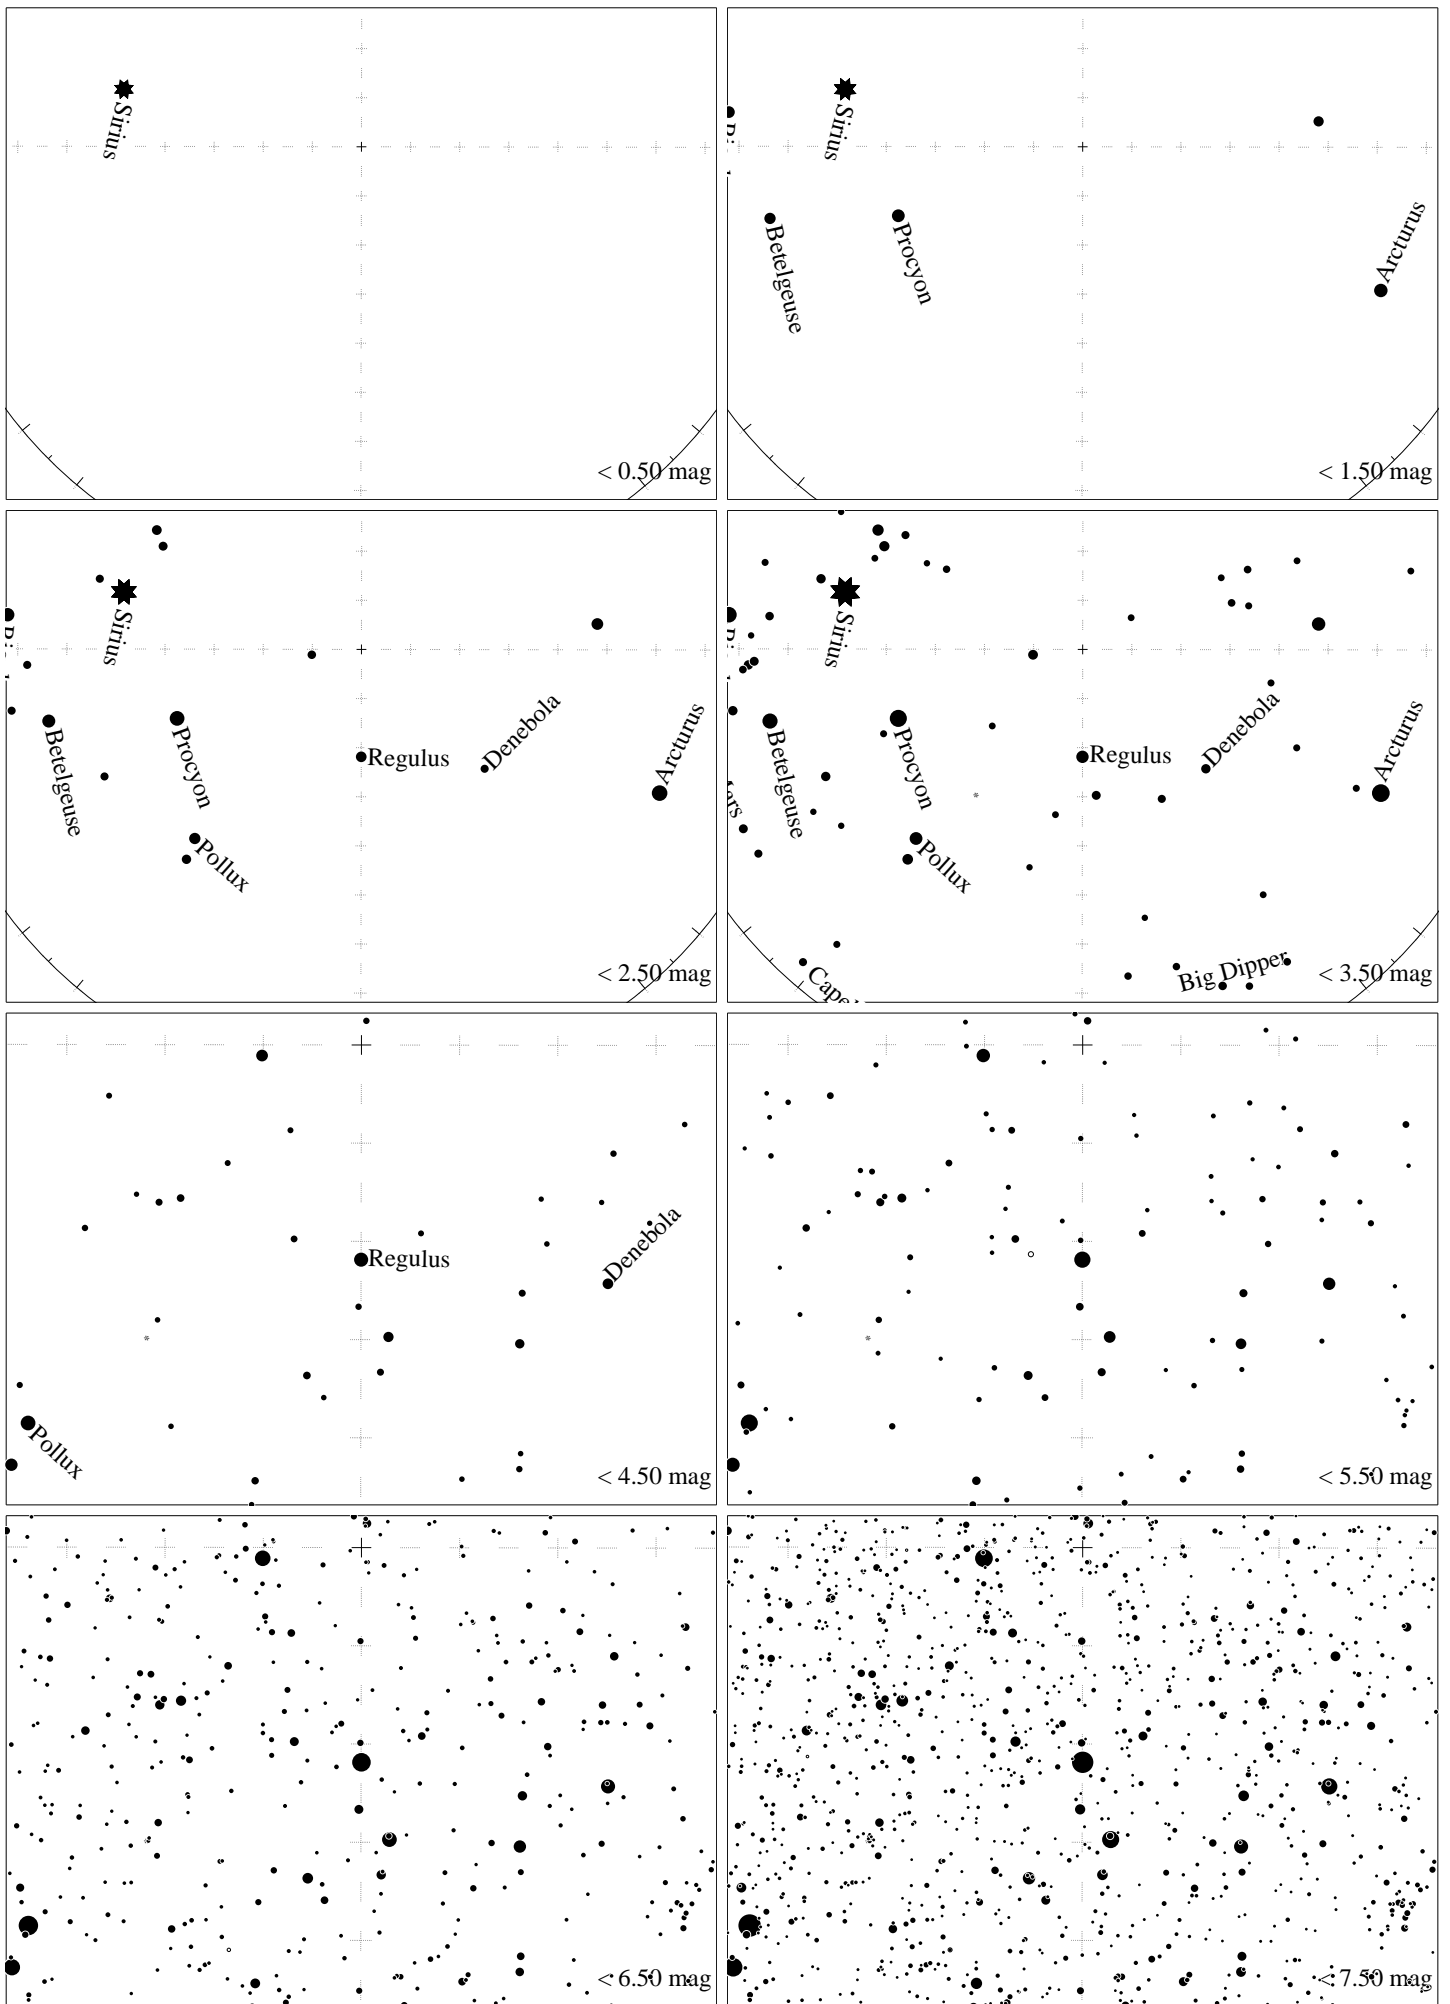 Sirius
< 0.50 mag
Sirius
Betelgeuse
Procyon
Arcturus
< 1.50 mag
Sirius
Betelgeuse
Procyon
Pollux
Regulus
Denebola
Arcturus
< 2.50 mag
Sirius
Betelgeuse
Procyon
Pollux
Regulus
Denebola
Arcturus
Big Dipper
< 3.50 mag
Regulus
Denebola
Pollux
< 4.50 mag
< 5.50 mag
< 6.50 mag
< 7.50 mag